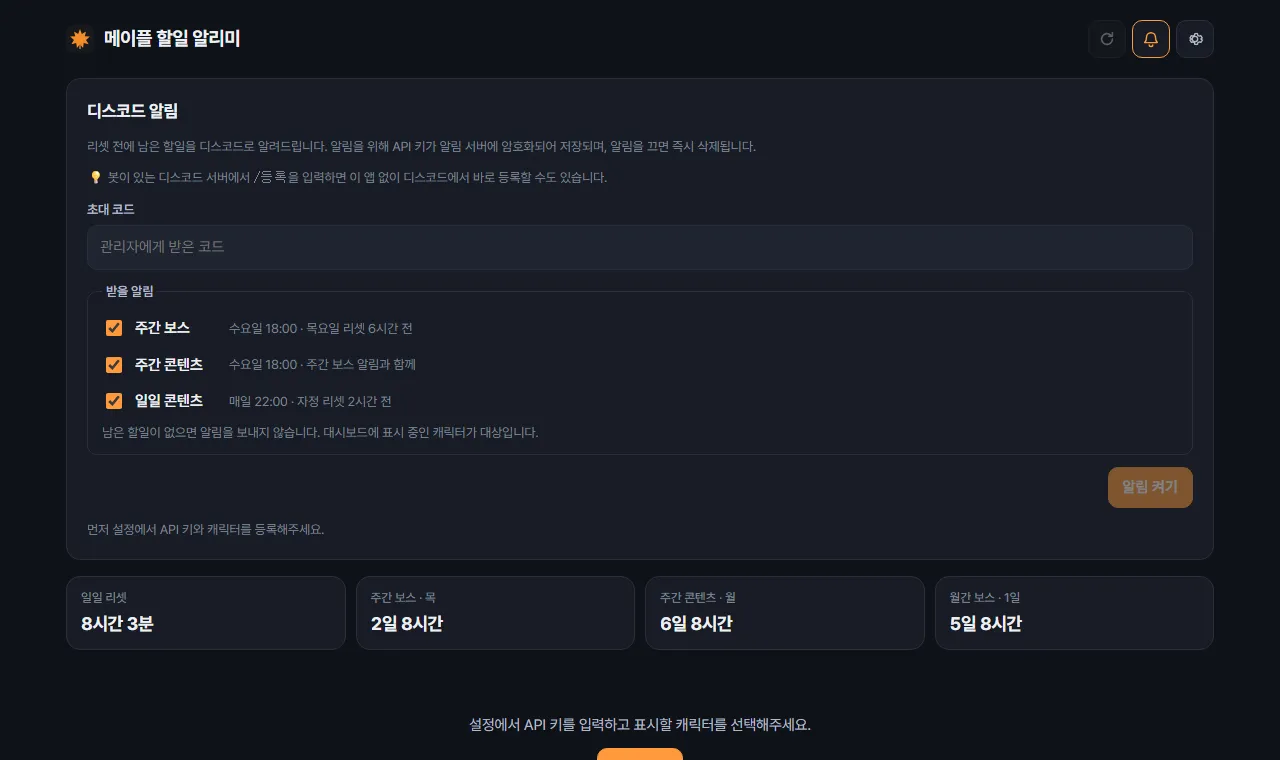 메이플 할일 알리미
디스코드 알림
리셋 전에 남은 할일을 디스코드로 알려드립니다. 알림을 위해 API 키가 알림 서버에 암호화되어 저장되며, 알림을 끄면 즉시 삭제됩니다.
💡 봇이 있는 디스코드 서버에서 /등록을 입력하면 이 앱 없이 디스코드에서 바로 등록할 수도 있습니다.
초대 코드
관리자에게 받은 코드
받을 알림
주간 보스 수요일 18:00 · 목요일 리셋 6시간 전
주간 콘텐츠 수요일 18:00 · 주간 보스 알림과 함께
일일 콘텐츠 매일 22:00 · 자정 리셋 2시간 전
남은 할일이 없으면 알림을 보내지 않습니다. 대시보드에 표시 중인 캐릭터가 대상입니다.
알림 켜기
먼저 설정에서 API 키와 캐릭터를 등록해주세요.
일일 리셋
8시간 3분
주간 보스 · 목
2일 8시간
주간 콘텐츠 · 월
6일 8시간
월간 보스 · 1일
5일 8시간
설정에서 API 키를 입력하고 표시할 캐릭터를 선택해주세요.